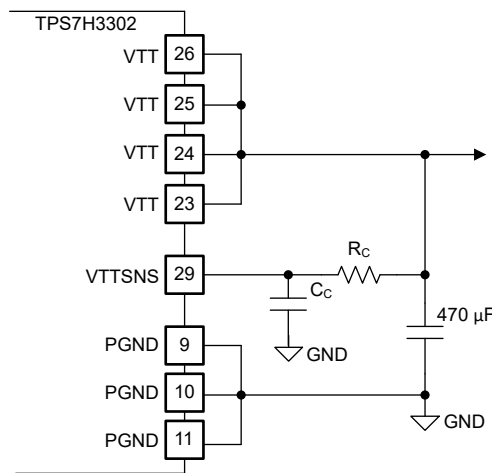 TPS7H3302
VTT 26
VTT 25
VTT 24
VTT 23
VTTSNS 29
R_C
C_C
GND
PGND 9
470 µF
PGND 10
GND
PGND 11